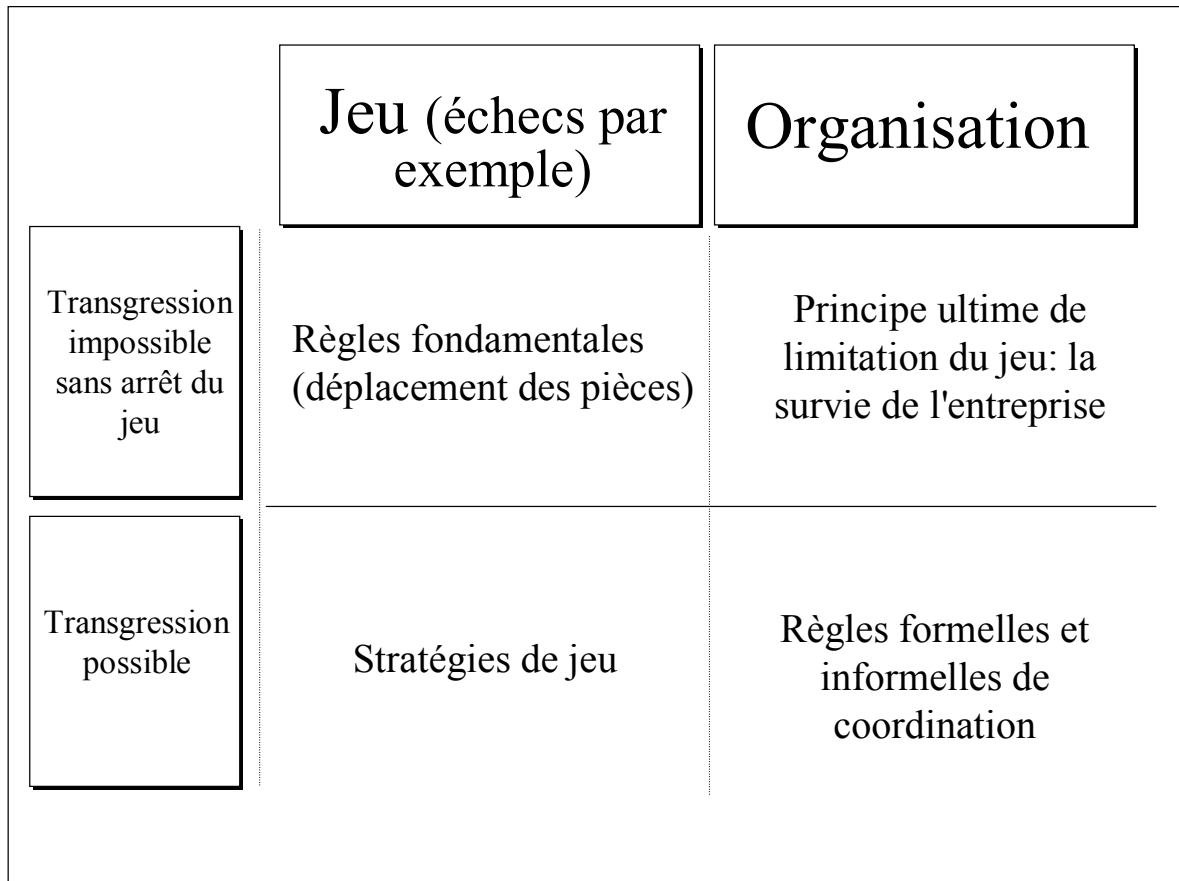 Jeu (échecs par
exemple)
Organisation
Transgression
impossible
sans arrêt du
jeu
Règles fondamentales
(déplacement des pièces)
Principe ultime de
limitation du jeu: la
survie de l'entreprise
Transgression
possible
Stratégies de jeu
Règles formelles et
informelles de
coordination